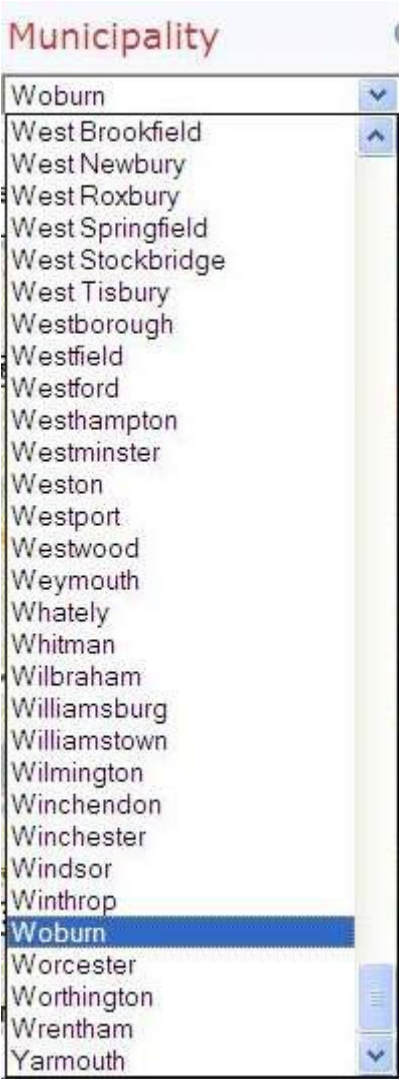 Municipality
Woburn
West Brookfield
West Newbury
West Roxbury
West Springfield
West Stockbridge
West Tisbury
Westborough
Westfield
Westford
Westhampton
Westminster
Weston
Westport
Westwood
Weymouth
Whately
Whitman
Wilbraham
Williamsburg
Williamstown
Wilmington
Winchendon
Winchester
Windsor
Winthrop
Woburn
Worcester
Worthington
Wrentham
Yarmouth